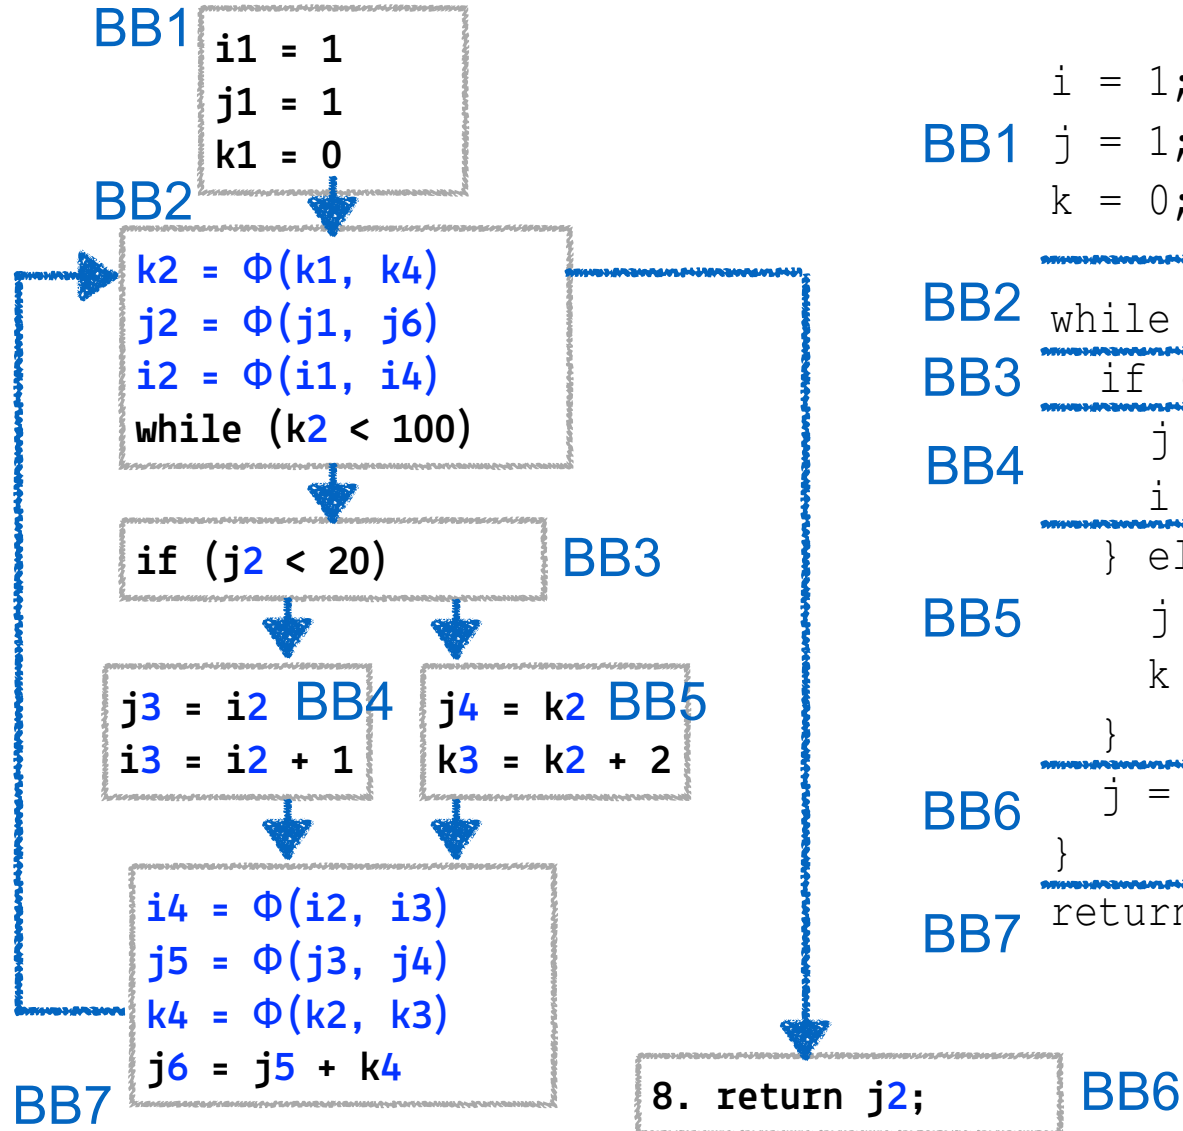 BB1
i1 = 1
j1 = 1
k1 = 0
BB2
k2 = Φ(k1, k4)
j2 = Φ(j1, j6)
i2 = Φ(i1, i4)
while (k2 < 100)
if (j2 < 20)
BB3
j3 = i2
i3 = i2 + 1
BB4
j4 = k2
k3 = k2 + 2
BB5
i4 = Φ(i2, i3)
j5 = Φ(j3, j4)
k4 = Φ(k2, k3)
j6 = j5 + k4
BB7
8. return j2;
BB6
i = 1;
BB1 j = 1;
k = 0;
BB2 while
BB3 if
j
BB4
i
} el
BB5 j
k
}
BB6 j =
}
BB7 return